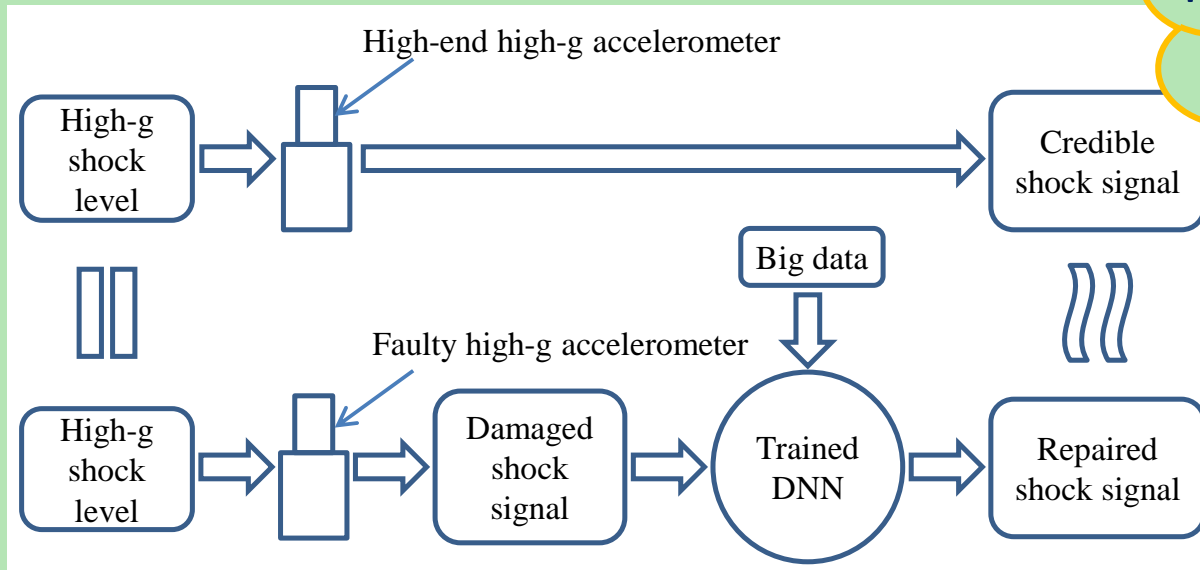 High-end high-g accelerometer
High-g
shock
level
Credible
shock signal
Big data
Faulty high-g accelerometer
High-g
shock
level
Damaged
shock
signal
Trained
DNN
Repaired
shock signal